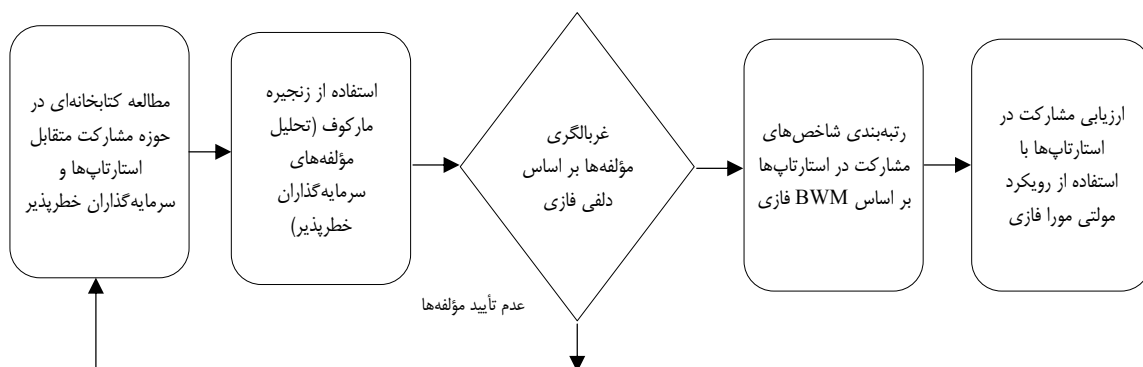 مطالعه کتابخانه‌ای در
حوزه مشارکت متقابل
استارتاپ‌ها و
سرمایه‌گذاران خطرپذیر
استفاده از زنجیره
مارکوف (تحلیل
مؤلفه‌های
سرمایه‌گذاران
خطرپذیر)
غربالگری
مؤلفه‌ها بر اساس
دلفی فازی
رتبه‌بندی شاخص‌های
مشارکت در استارتاپ‌ها
بر اساس BWM فازی
ارزیابی مشارکت در
استارتاپ‌ها با
استفاده از رویکرد
مولتی مورا فازی
عدم تأیید مؤلفه‌ها